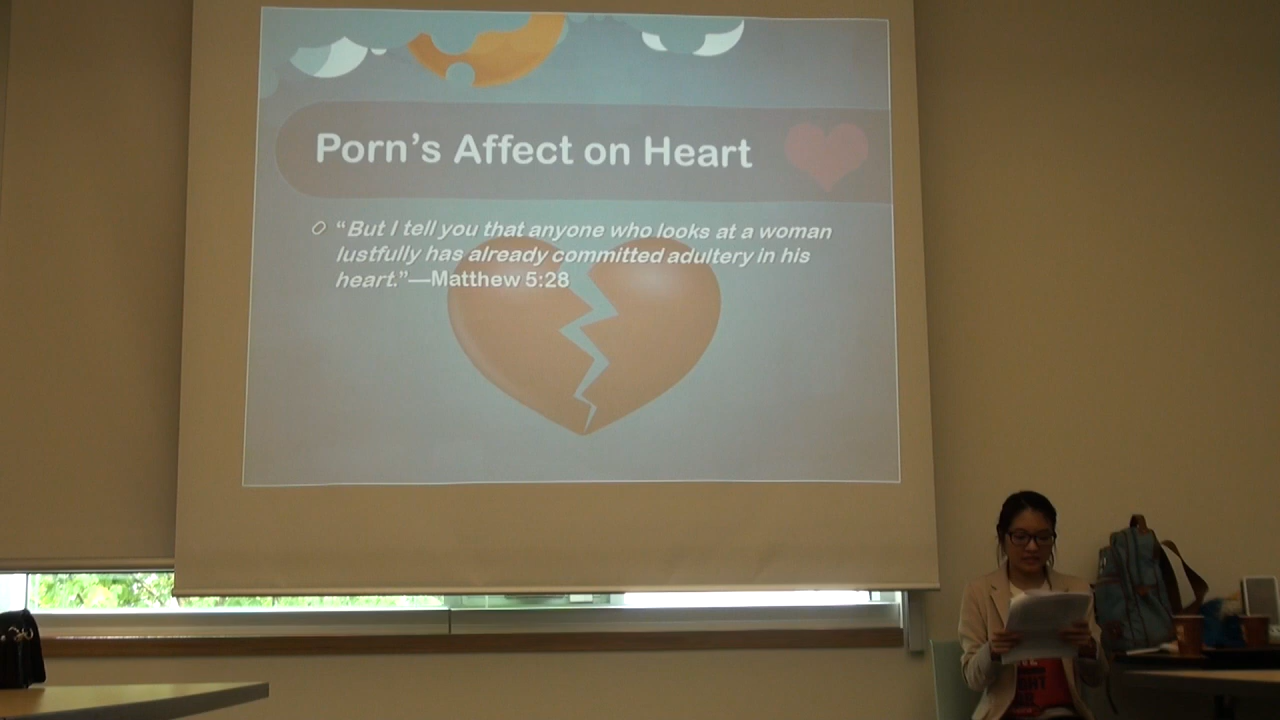 Porn’s Affect on Heart
“But I tell you that anyone who looks at a woman
lustfully has already committed adultery in his
heart.”—Matthew 5:28